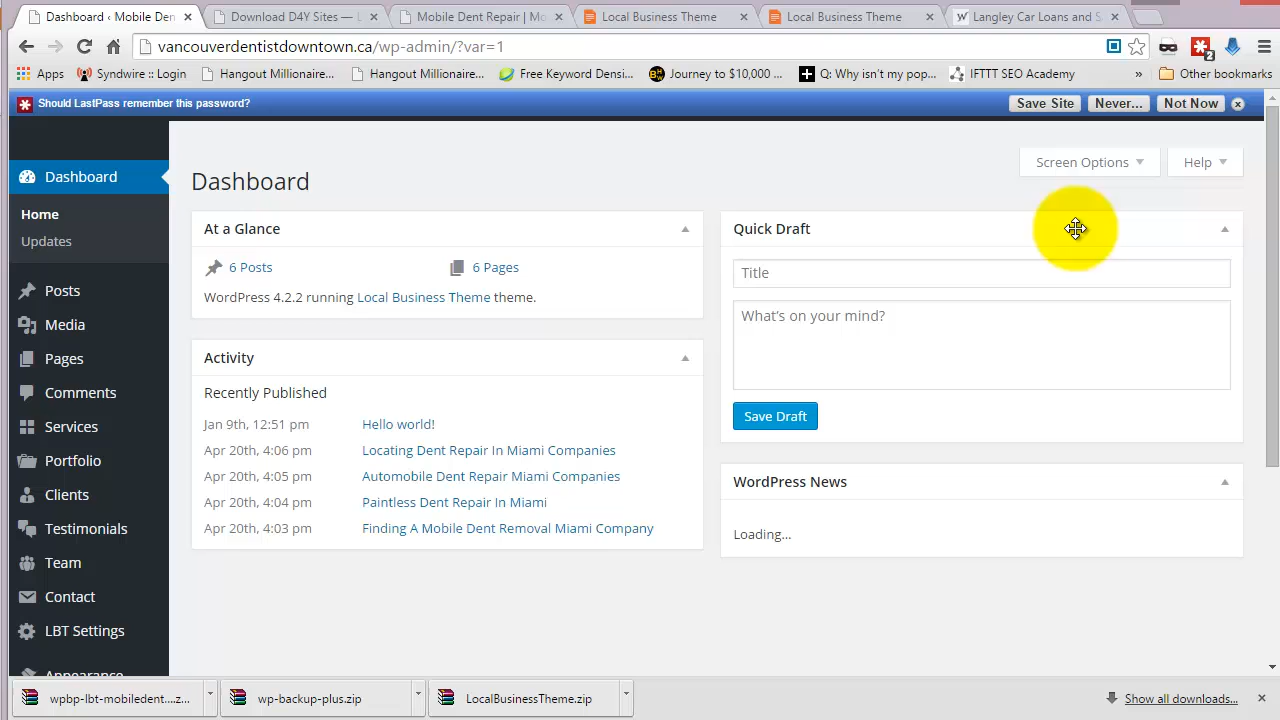 Dashboard ‹ Mobile Den
Download D4Y Sites — L
Mobile Dent Repair | Mo
Local Business Theme
Local Business Theme
Langley Car Loans and S
vancouverdentistdowntown.ca/wp-admin/?var=1
2
Apps
Syndwire :: Login
Hangout Millionaire...
Hangout Millionaire...
Free Keyword Densi...
Journey to 10,000 ...
Q: Why isn't my pop...
IFTTT SEO Academy
»
Other bookmarks
Should LastPass remember this password?
Save Site
Never...
Not Now
Dashboard
Home
Updates
Posts
Media
Pages
Comments
Services
Portfolio
Clients
Testimonials
Team
Contact
LBT Settings
Appearance
Screen Options
Help
Dashboard
At a Glance
6 Posts
6 Pages
WordPress 4.2.2 running Local Business Theme theme.
Activity
Recently Published
Jan 9th, 12:51 pm Hello world!
Apr 20th, 4:06 pm Locating Dent Repair In Miami Companies
Apr 20th, 4:05 pm Automobile Dent Repair Miami Companies
Apr 20th, 4:04 pm Paintless Dent Repair In Miami
Apr 20th, 4:03 pm Finding A Mobile Dent Removal Miami Company
Quick Draft
Title
What's on your mind?
Save Draft
WordPress News
Loading...
wpbp-lbt-mobiledent....z...
wp-backup-plus.zip
LocalBusinessTheme.zip
Show all downloads...